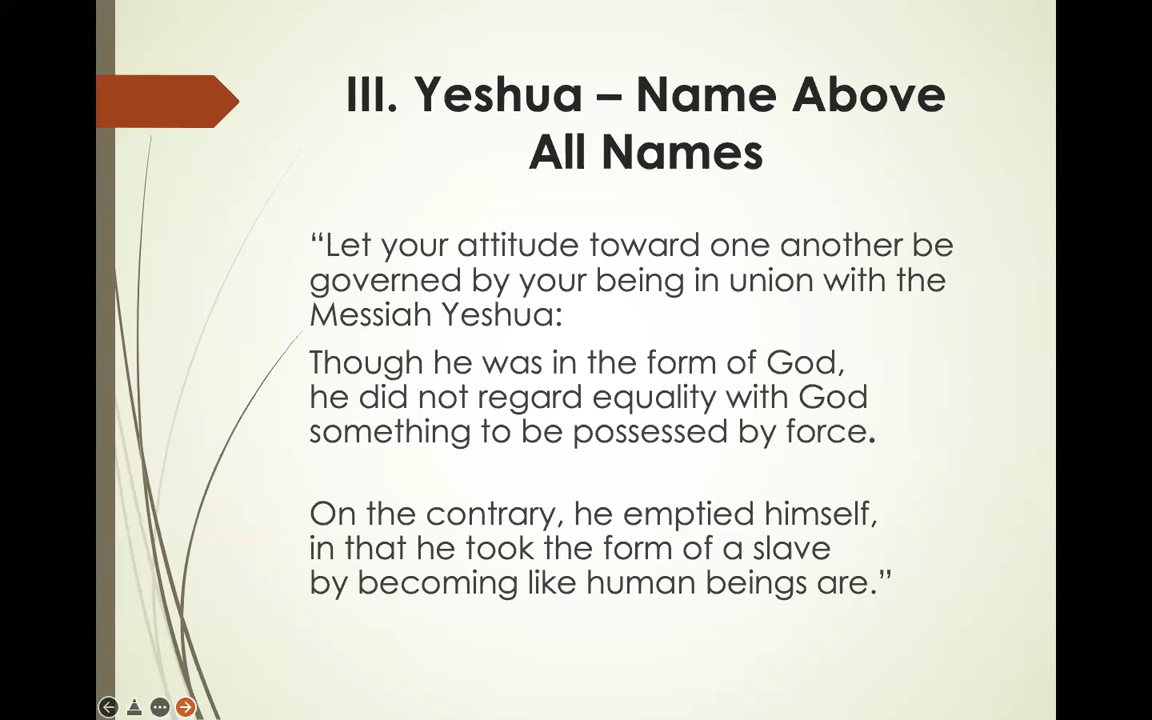 III. Yeshua – Name Above
All Names
“Let your attitude toward one another be
governed by your being in union with the
Messiah Yeshua:
Though he was in the form of God,
he did not regard equality with God
something to be possessed by force.
On the contrary, he emptied himself,
in that he took the form of a slave
by becoming like human beings are.”